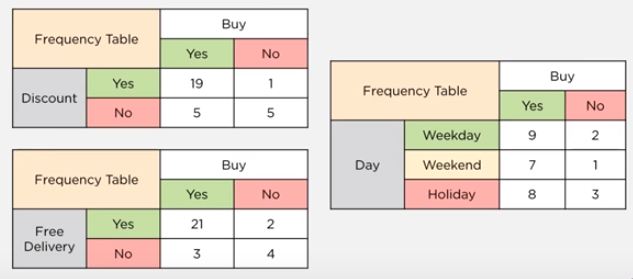 Frequency Table Buy
Yes No
Discount Yes 19 1
No 5 5
Frequency Table Buy
Yes No
Free Delivery Yes 21 2
No 3 4
Frequency Table Buy
Yes No
Day Weekday 9 2
Weekend 7 1
Holiday 8 3